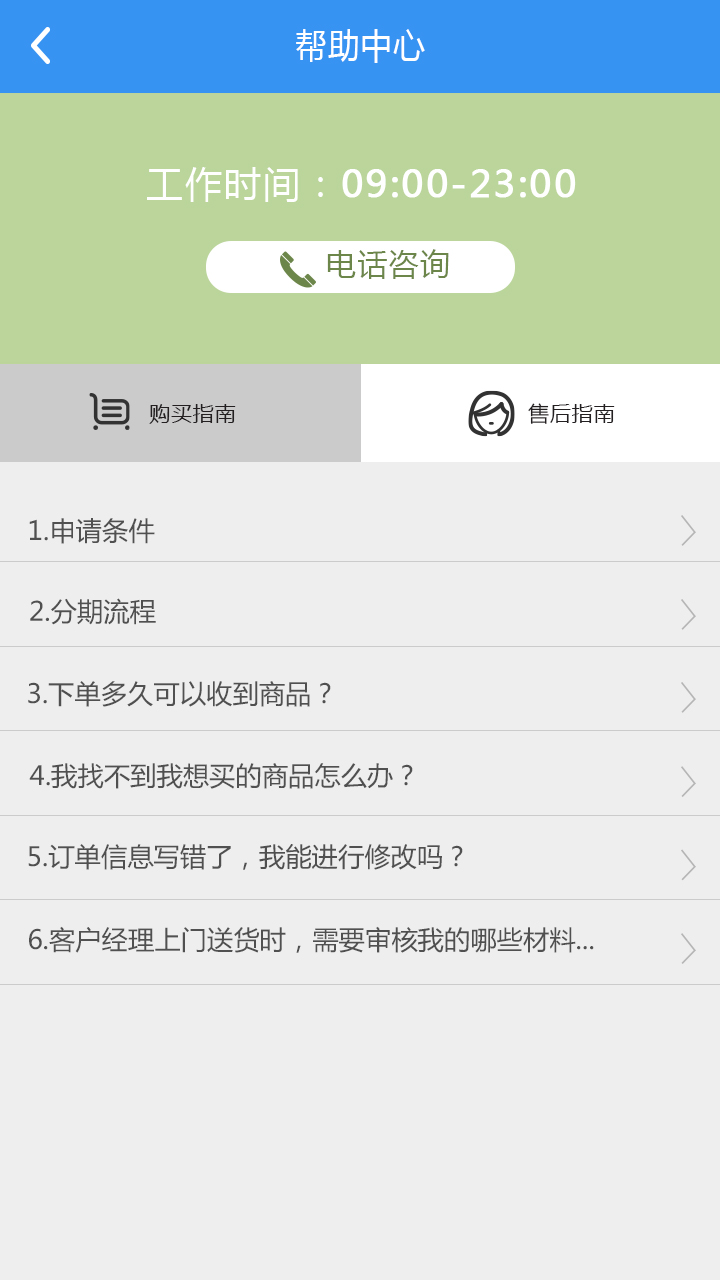 帮助中心
工作时间：09:00-23:00
电话咨询
购买指南
售后指南
1.申请条件
2.分期流程
3.下单多久可以收到商品？
4.我找不到我想买的商品怎么办？
5.订单信息写错了，我能进行修改吗？
6.客户经理上门送货时，需要审核我的哪些材料...